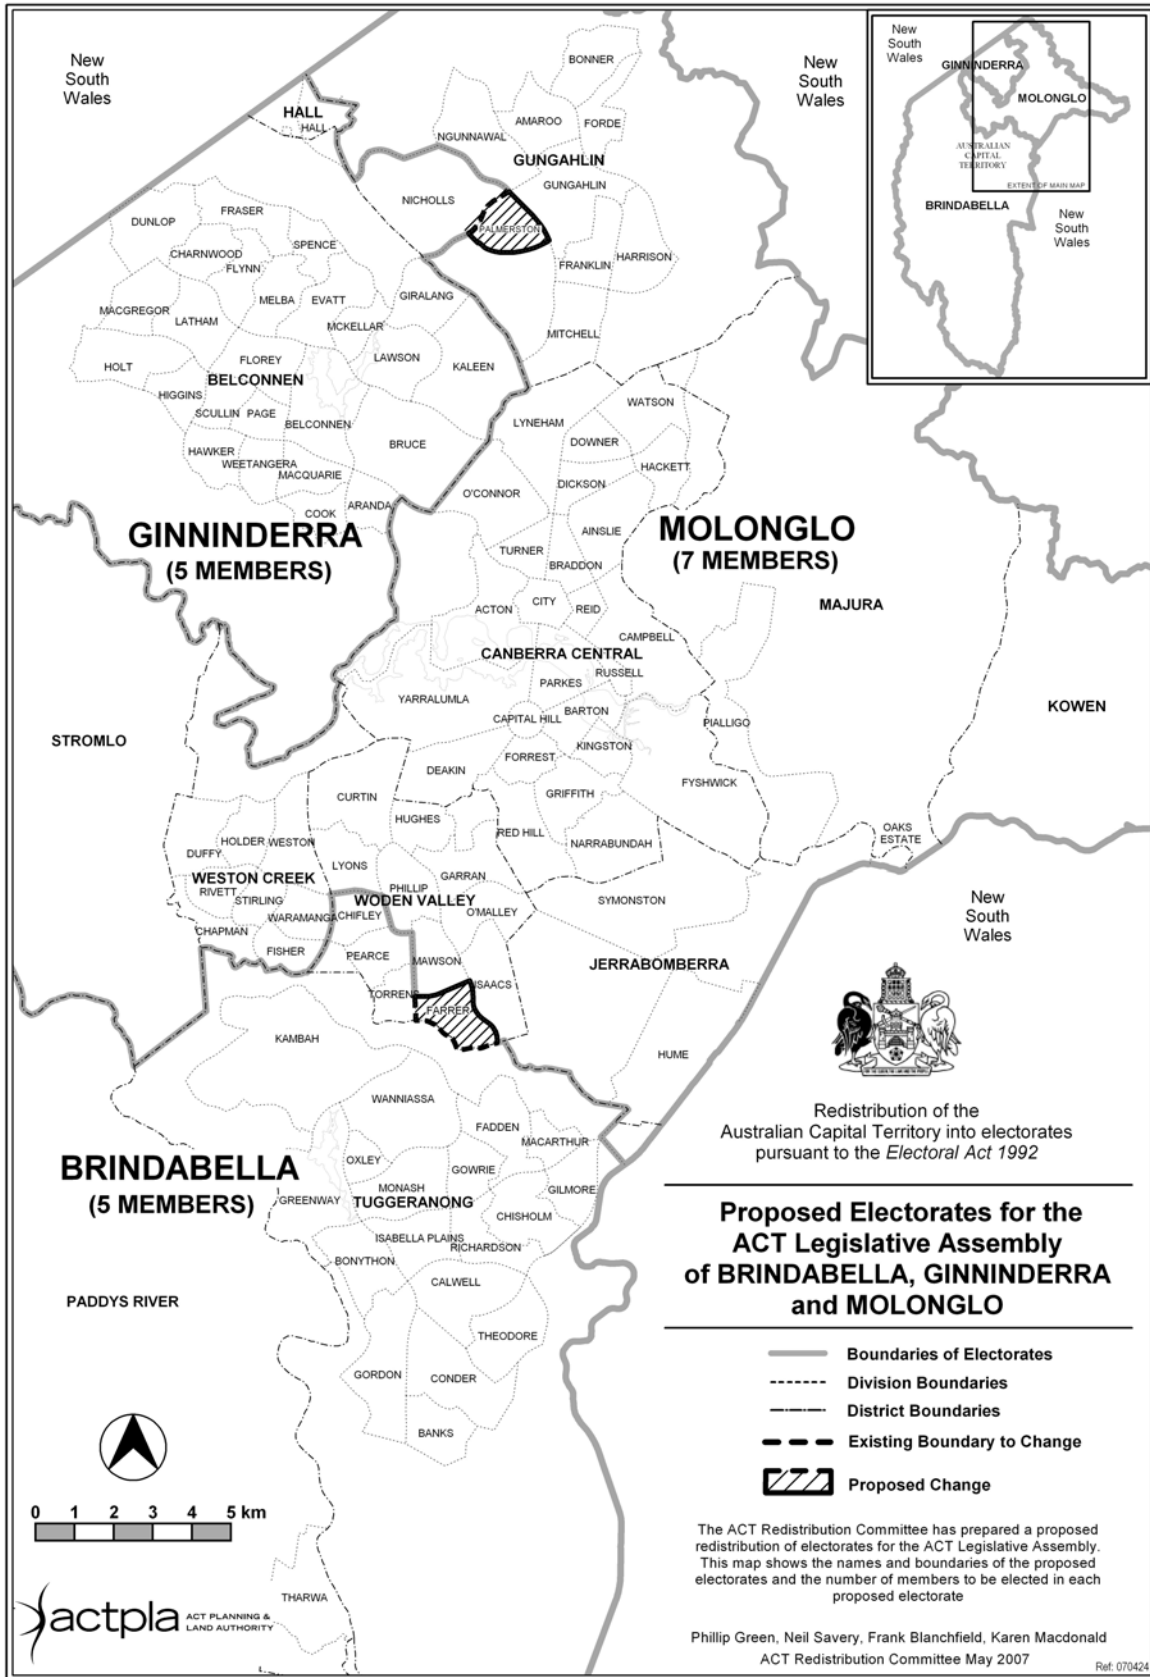 New
South
Wales
BONNER
New
South
Wales
New
South
Wales
GINNINDERRA
MOLONGLO
AUSTRALIAN
CAPITAL
TERRITORY
EXTENT OF MAIN MAP
BRINDABELLA
New
South
Wales
HALL
HALL
AMAROO
FORDE
NGUNNAWAL
GUNGAHLIN
GUNGAHLIN
NICHOLLS
PALMERSTON
DUNLOP
FRASER
SPENCE
CHARNWOOD
FLYNN
FRANKLIN
HARRISON
MELBA
EVATT
GIRALANG
MACGREGOR
LATHAM
MCKELLAR
MITCHELL
HOLT
FLOREY
LAWSON
KALEEN
BELCONNEN
HIGGINS
SCULLIN
PAGE
BELCONNEN
LYNEHAM
WATSON
HAWKER
WEETANGERA
BRUCE
DOWNER
MACQUARIE
HACKETT
COOK
ARANDA
O'CONNOR
DICKSON
GINNINDERRA
(5 MEMBERS)
AINSLIE
MOLONGLO
(7 MEMBERS)
TURNER
BRADDON
ACTON
CITY
REID
MAJURA
CAMPBELL
CANBERRA CENTRAL
RUSSELL
PARKES
YARRALUMLA
BARTON
CAPITAL HILL
PIALLIGO
KOWEN
STROMLO
KINGSTON
FORREST
DEAKIN
FYSHWICK
CURTIN
GRIFFITH
HUGHES
RED HILL
OAKS
ESTATE
HOLDER
WESTON
NARRABUNDAH
DUFFY
LYONS
WESTON CREEK
GARRAN
RIVETT
PHILLIP
STIRLING
WODEN VALLEY
SYMONSTON
New
South
Wales
WARAMANGA
CHIFLEY
O'MALLEY
CHAPMAN
FISHER
PEARCE
MAWSON
JERRABOMBERRA
ISAACS
TORRENS
FARRER
KAMBAH
HUME
WANNIASSA
FADDEN
MACARTHUR
BRINDABELLA
(5 MEMBERS)
OXLEY
GOWRIE
MONASH
GILMORE
GREENWAY
TUGGERANONG
CHISHOLM
ISABELLA PLAINS
RICHARDSON
BONYTHON
CALWELL
PADDYS RIVER
THEODORE
GORDON
CONDER
BANKS
THARWA
Redistribution of the
Australian Capital Territory into electorates
pursuant to the Electoral Act 1992
Proposed Electorates for the
ACT Legislative Assembly
of BRINDABELLA, GINNINDERRA
and MOLONGLO
Boundaries of Electorates
Division Boundaries
District Boundaries
Existing Boundary to Change
Proposed Change
0 1 2 3 4 5 km
The ACT Redistribution Committee has prepared a proposed
redistribution of electorates for the ACT Legislative Assembly.
This map shows the names and boundaries of the proposed
electorates and the number of members to be elected in each
proposed electorate
actpla
ACT PLANNING &
LAND AUTHORITY
Phillip Green, Neil Savery, Frank Blanchfield, Karen Macdonald
ACT Redistribution Committee May 2007
Ref: 070424